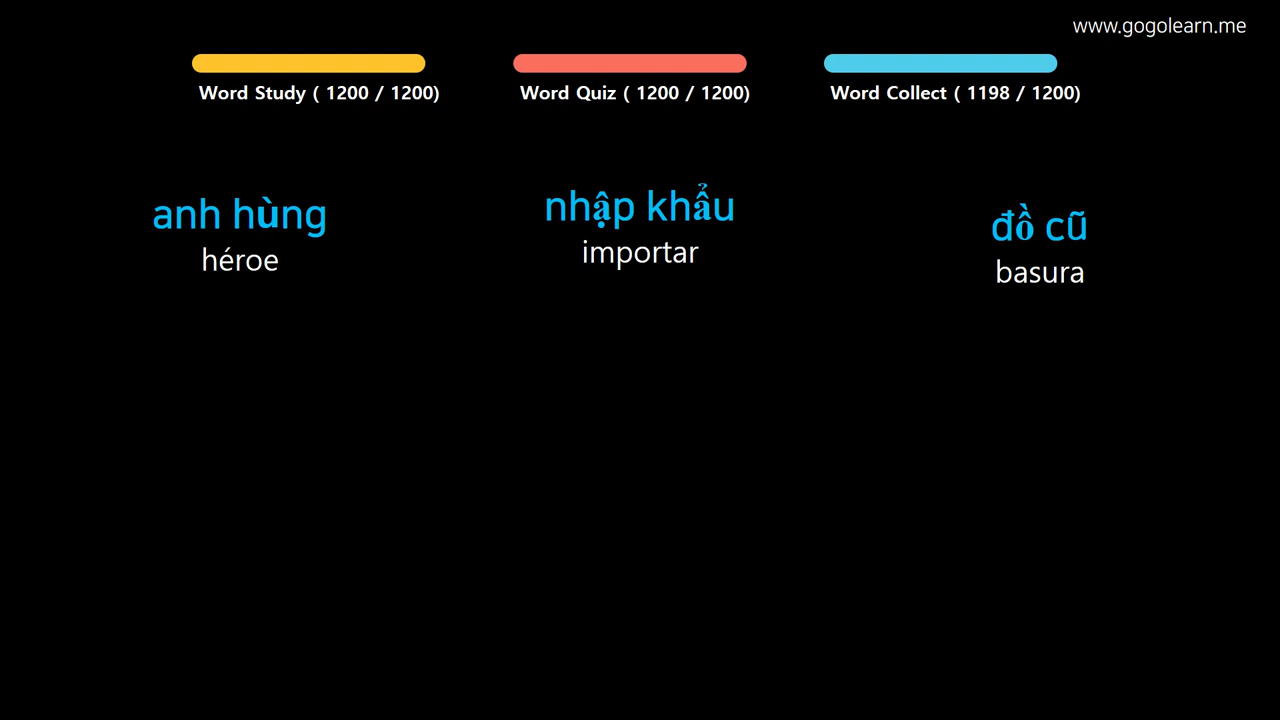 www.gogolearn.me
Word Study ( 1200 / 1200)
Word Quiz ( 1200 / 1200)
Word Collect ( 1198 / 1200)
anh hùng
héroe
nhập khẩu
importar
đồ cũ
basura